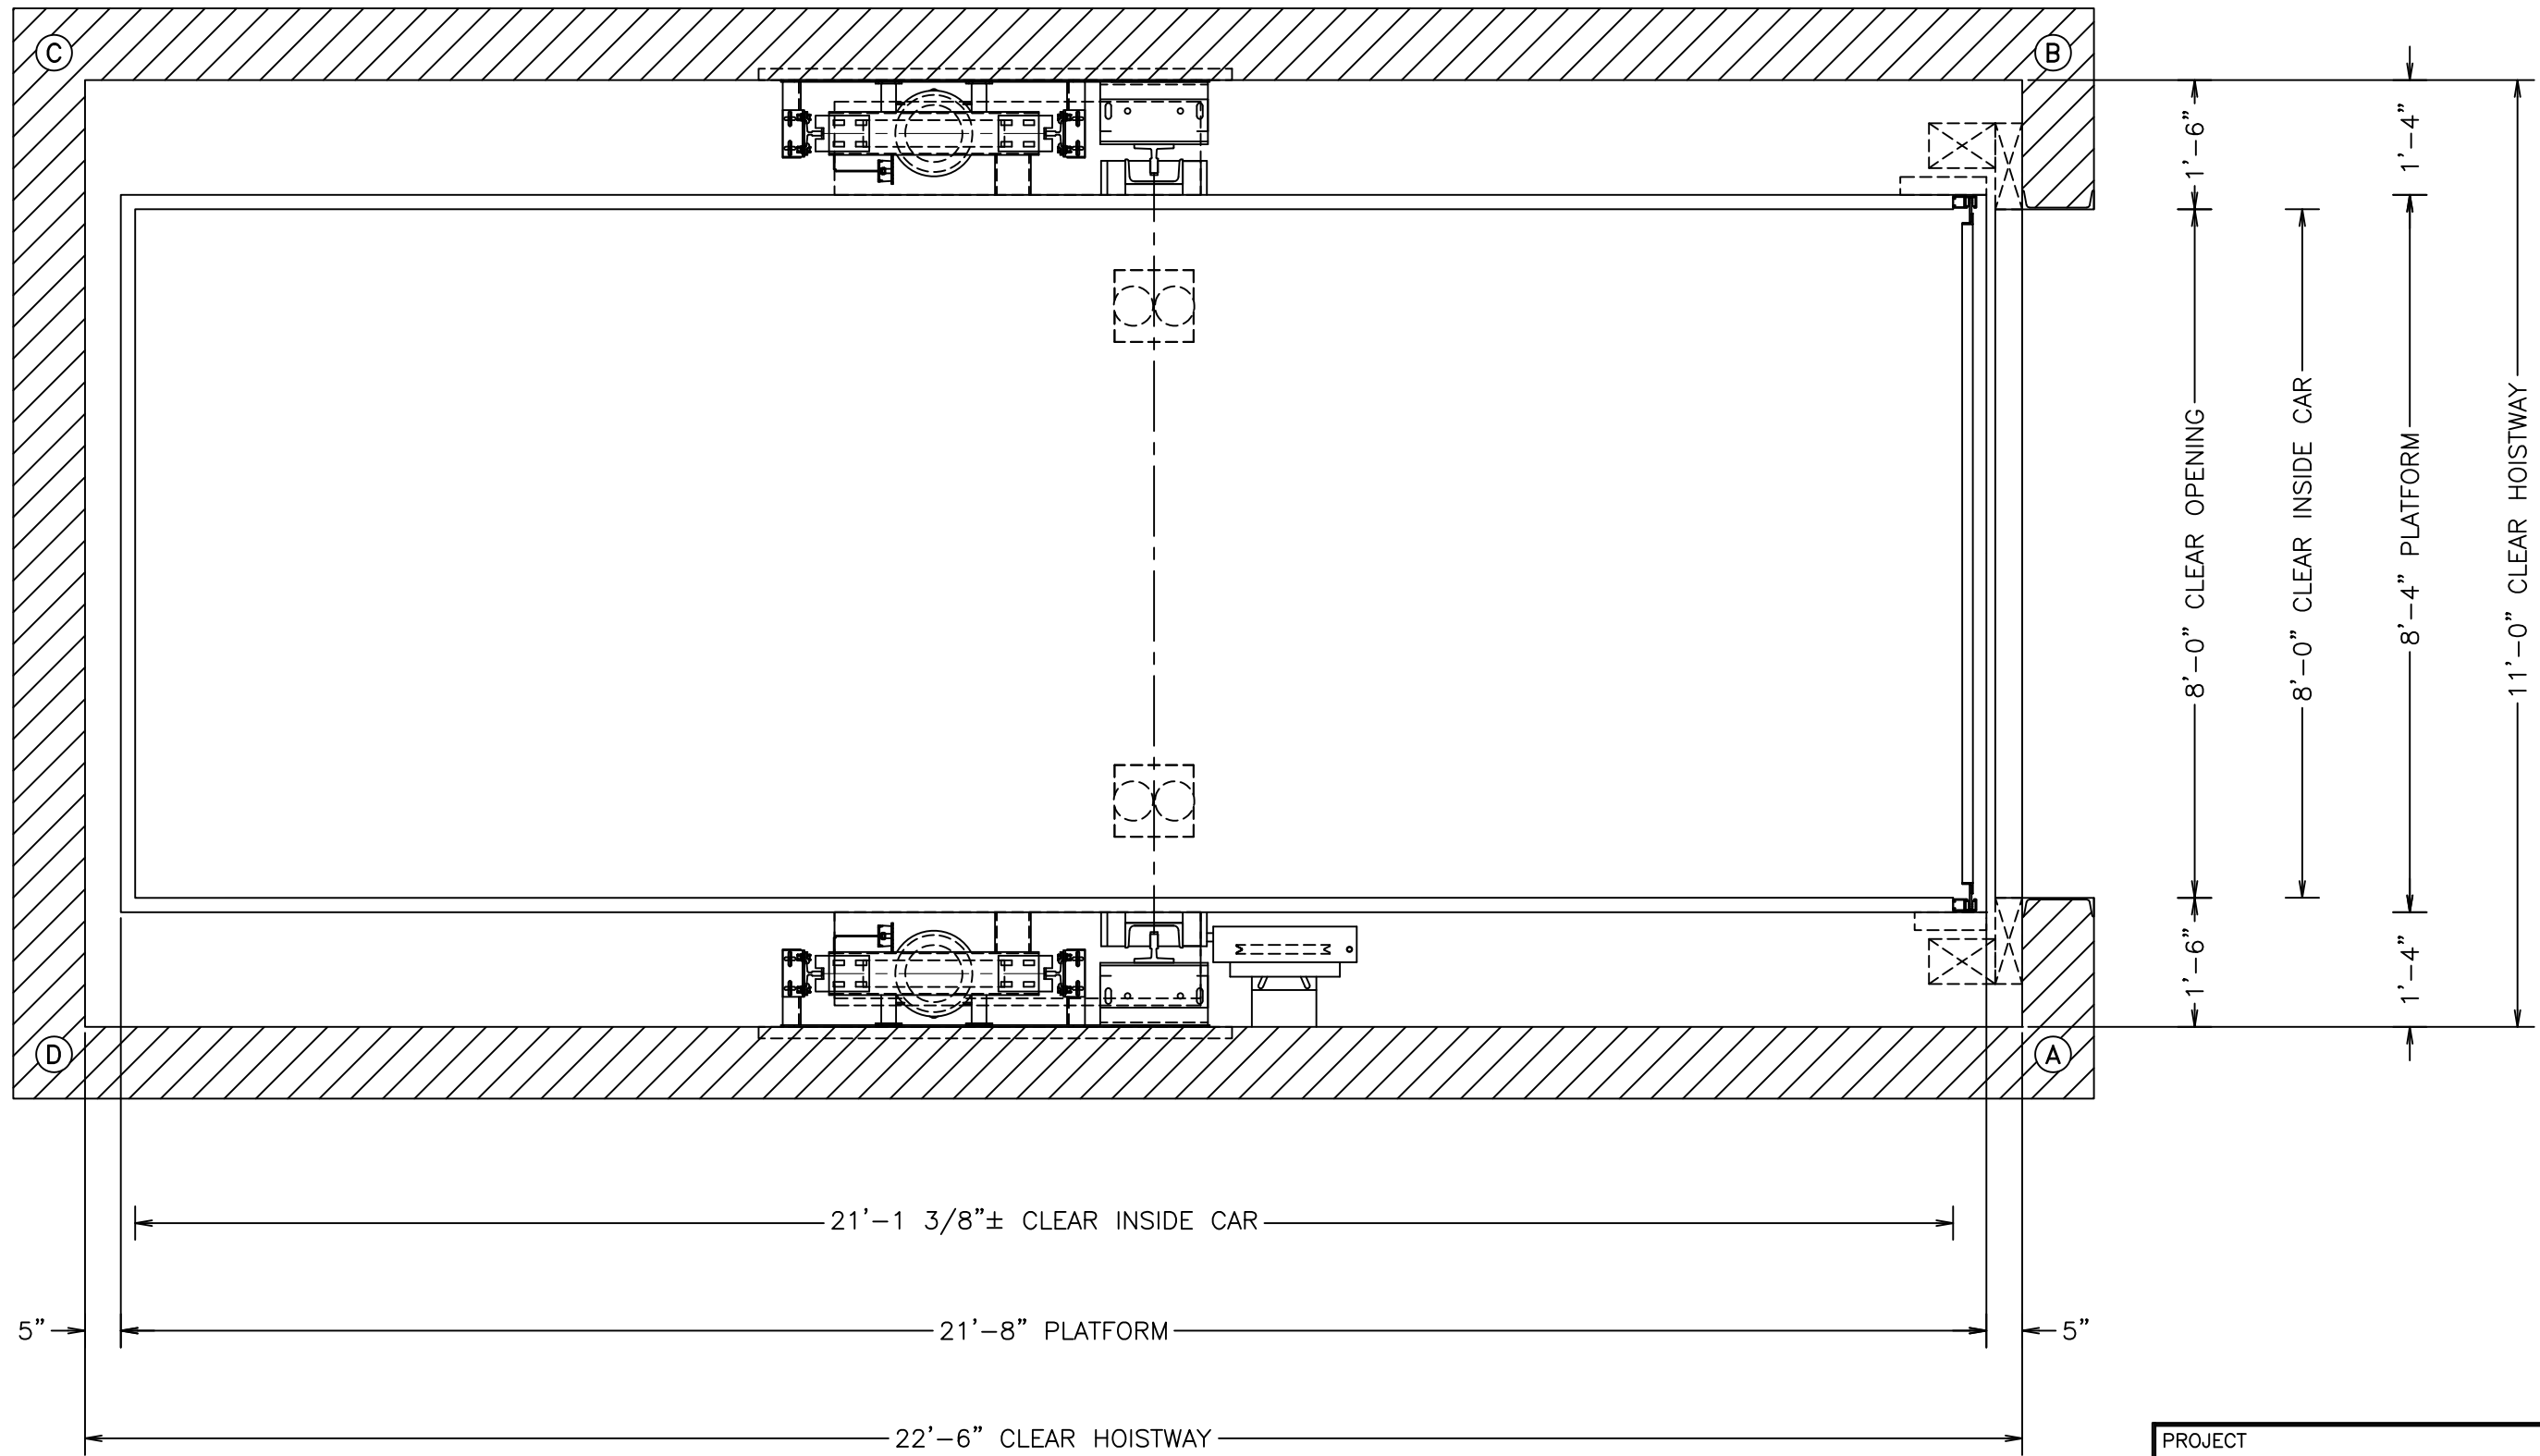 C
B
1'-6"
1'-4"
8'-0" CLEAR OPENING
8'-0" CLEAR INSIDE CAR
8'-4" PLATFORM
11'-0" CLEAR HOISTWAY
1'-6"
1'-4"
D
A
21'-1 3/8"± CLEAR INSIDE CAR
5"
21'-8" PLATFORM
5"
22'-6" CLEAR HOISTWAY
PROJECT